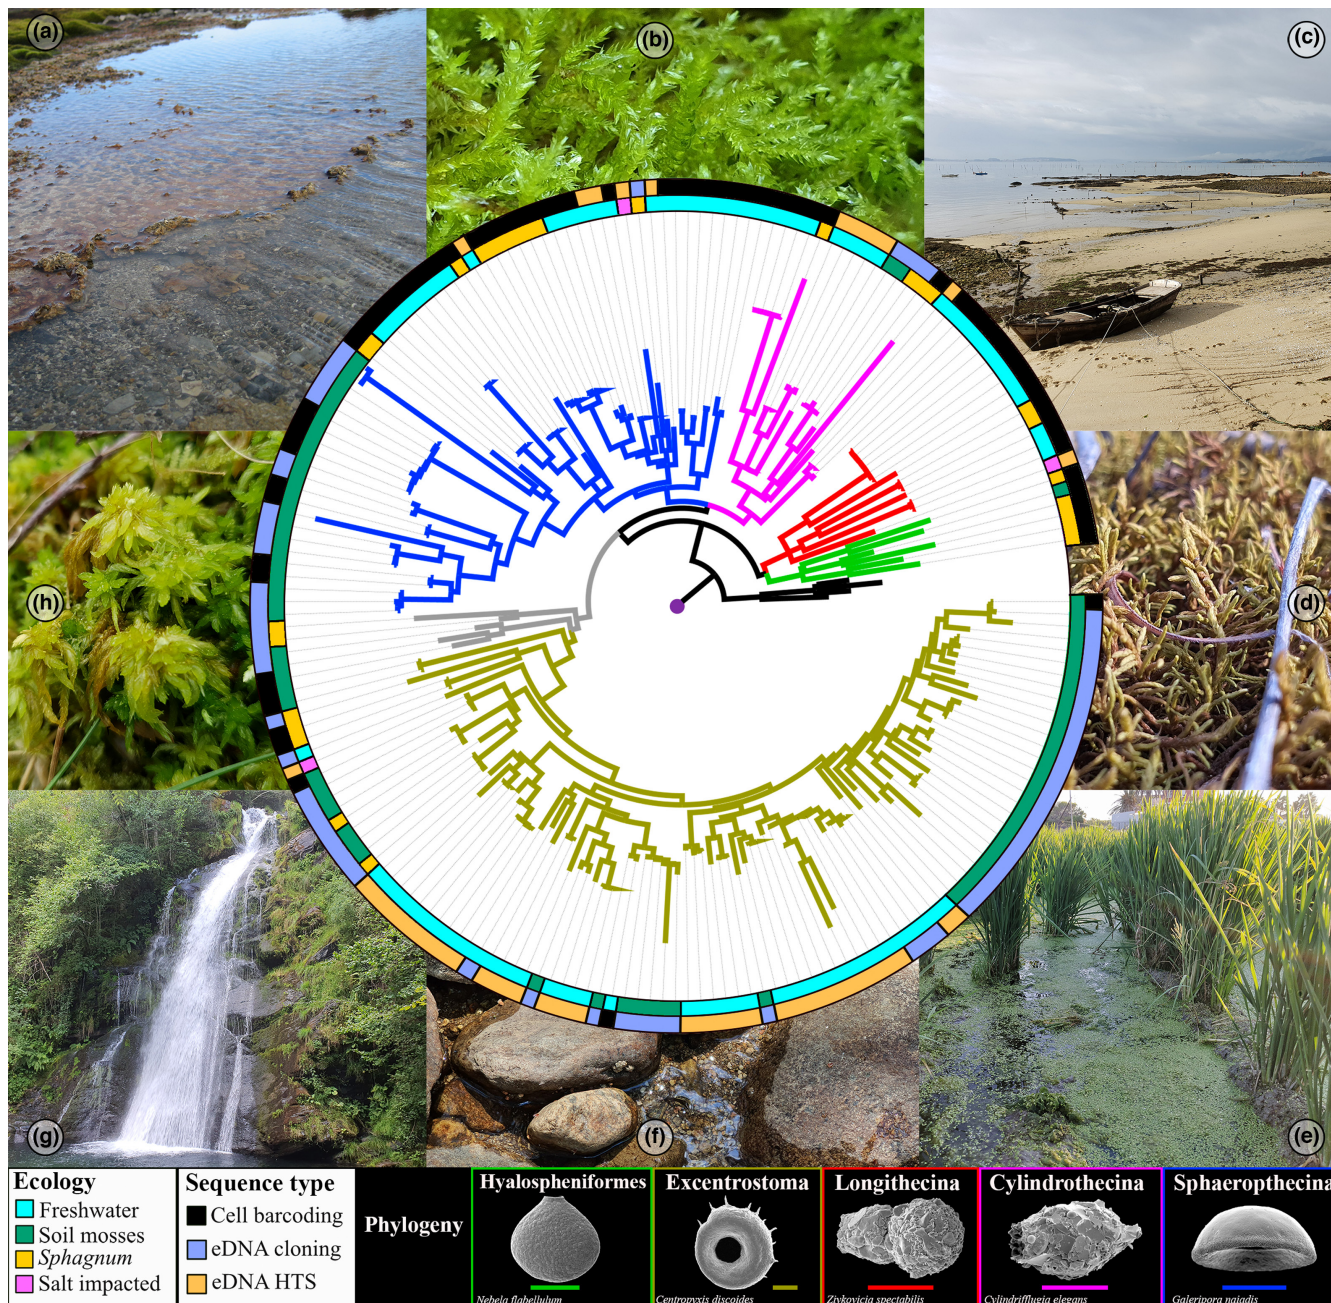 (a)
(b)
(c)
(h)
(d)
(g)
(f)
(e)
Ecology
Freshwater
Soil mosses
Sphagnum
Salt impacted
Sequence type
Cell barcoding
eDNA cloning
eDNA HTS
Phylogeny
Hyalospheniformes
Nebela flabellulum
Excentrostoma
Centropyxis discoides
Longithecina
Zivkovicia spectabilis
Cylindrothecina
Cylindrifflugia elegans
Sphaeropthecina
Galeripora naiadis